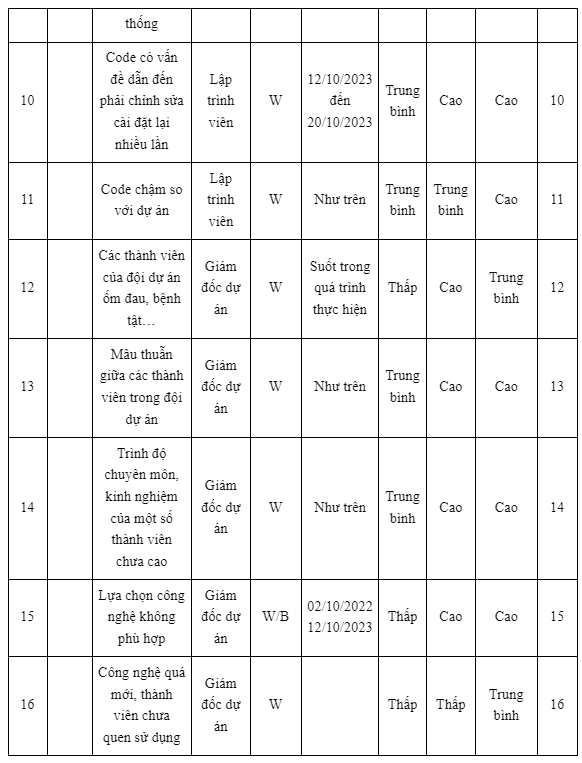 thống
10
Code có vấn
đề dẫn đến
phải chỉnh sửa
cài đặt lại
nhiều lần
Lập
trình
viên
W
12/10/2023
đến
20/10/2023
Trung
bình
Cao
Cao
10
11
Code chậm so
với dự án
Lập
trình
viên
W
Như trên
Trung
bình
Trung
bình
Cao
11
12
Các thành viên
của đội dự án
ốm đau, bệnh
tật…
Giám
đốc dự
án
W
Suốt trong
quá trình
thực hiện
Thấp
Cao
Trung
bình
12
13
Mâu thuẫn
giữa các thành
viên trong đội
dự án
Giám
đốc dự
án
W
Như trên
Trung
bình
Cao
Cao
13
14
Trình độ
chuyên môn,
kinh nghiệm
của một số
thành viên
chưa cao
Giám
đốc dự
án
W
Như trên
Trung
bình
Cao
Cao
14
15
Lựa chọn công
nghệ không
phù hợp
Giám
đốc dự
án
W/B
02/10/2022
12/10/2023
Thấp
Cao
Cao
15
16
Công nghệ quá
mới, thành
viên chưa
quen sử dụng
Giám
đốc dự
án
W
Thấp
Thấp
Trung
bình
16